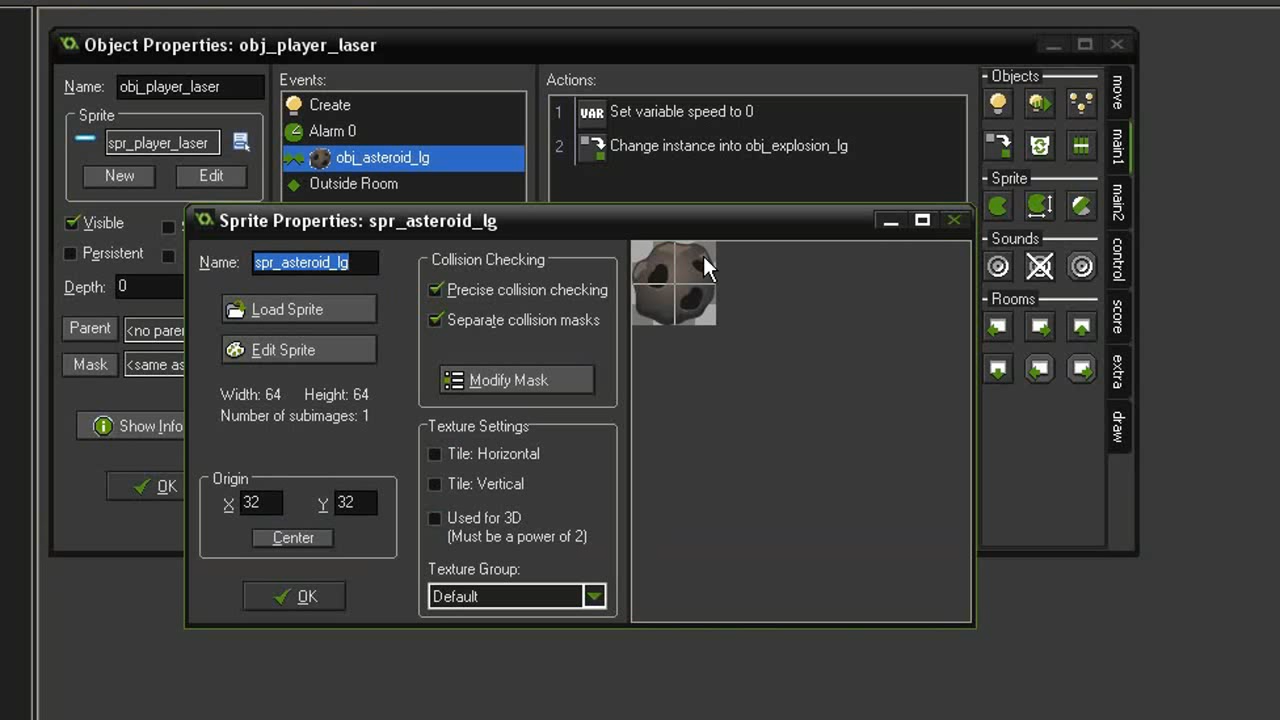 Object Properties: obj_player_laser
Name: obj_player_laser
Sprite
spr_player_laser
New Edit
Visible S
Persistent
Depth: 0
Parent <no pare
Mask <same as
Show Info
OK
Events:
Create
Alarm 0
obj_asteroid_lg
Outside Room
Actions:
1 VAR Set variable speed to 0
2 Change instance into obj_explosion_lg
Objects
Sprite
Sounds
Rooms
move
main1
main2
control
score
extra
draw
Sprite Properties: spr_asteroid_lg
Name: spr_asteroid_lg
Load Sprite
Edit Sprite
Width: 64 Height: 64
Number of subimages: 1
Origin
X 32 Y 32
Center
OK
Collision Checking
Precise collision checking
Separate collision masks
Modify Mask
Texture Settings
Tile: Horizontal
Tile: Vertical
Used for 3D
(Must be a power of 2)
Texture Group:
Default